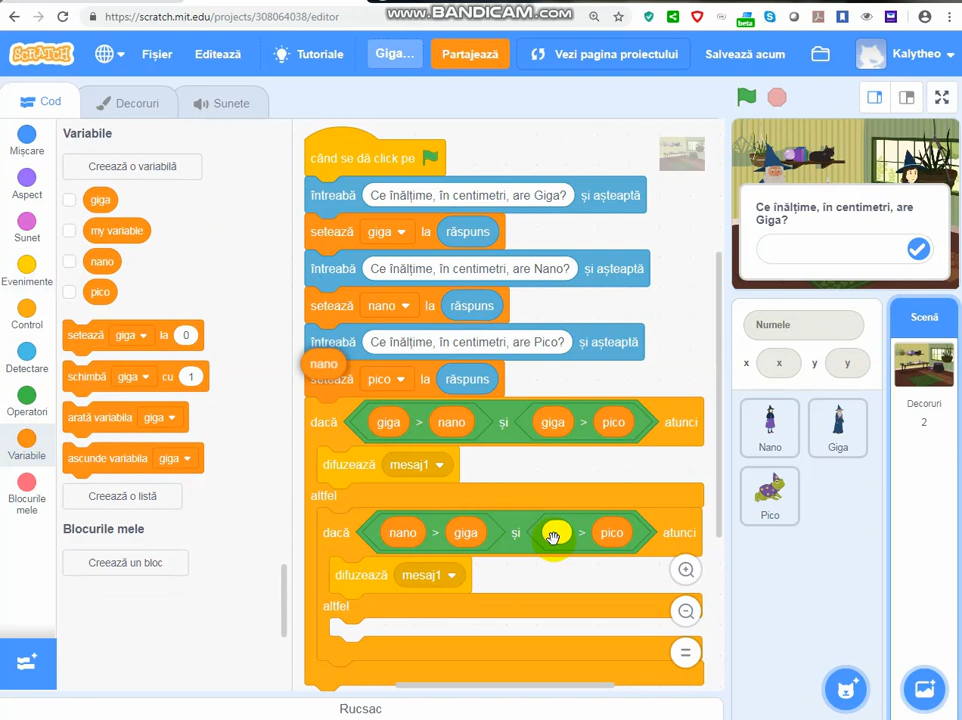 https://scratch.mit.edu/projects/308064038/editor
www.BANDICAM.com
beta
SCRATCH
Fișier
Editează
Tutoriale
Giga...
Partajează
Vezi pagina proiectului
Salvează acum
Kalytheo
Cod
Decoruri
Sunete
Mișcare
Aspect
Sunet
Evenimente
Control
Detectare
Operatori
Variabile
Blocurile mele
Variabile
Creează o variabilă
giga
my variable
nano
pico
setează giga la 0
schimbă giga cu 1
arată variabila giga
ascunde variabila giga
Creează o listă
Blocurile mele
Creează un bloc
când se dă click pe
întreabă Ce înălțime, în centimetri, are Giga? și așteaptă
setează giga la răspuns
întreabă Ce înălțime, în centimetri, are Nano? și așteaptă
setează nano la răspuns
întreabă Ce înălțime, în centimetri, are Pico? și așteaptă
nano
setează pico la răspuns
dacă giga > nano și giga > pico atunci
difuzează mesaj1
altfel
dacă nano > giga și > pico atunci
difuzează mesaj1
altfel
Ce înălțime, în centimetri, are
Giga?
Numele
x x y y
Nano
Giga
Pico
Scenă
Decoruri
2
Rucsac